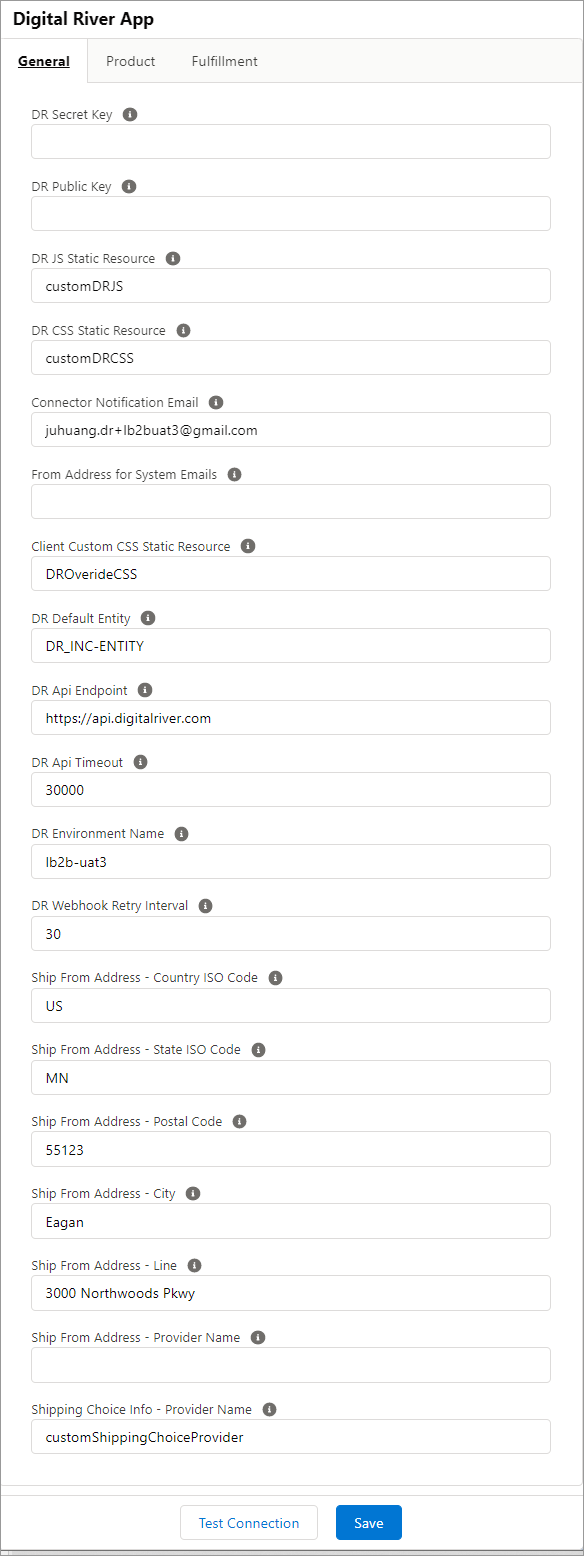 Digital River App
General Product Fulfillment
DR Secret Key
DR Public Key
DR JS Static Resource
customDRJS
DR CSS Static Resource
customDRCSS
Connector Notification Email
juhuang.dr+lb2buat3@gmail.com
From Address for System Emails
Client Custom CSS Static Resource
DROverideCSS
DR Default Entity
DR_INC-ENTITY
DR Api Endpoint
https://api.digitalriver.com
DR Api Timeout
30000
DR Environment Name
lb2b-uat3
DR Webhook Retry Interval
30
Ship From Address - Country ISO Code
US
Ship From Address - State ISO Code
MN
Ship From Address - Postal Code
55123
Ship From Address - City
Eagan
Ship From Address - Line
3000 Northwoods Pkwy
Ship From Address - Provider Name
Shipping Choice Info - Provider Name
customShippingChoiceProvider
Test Connection Save